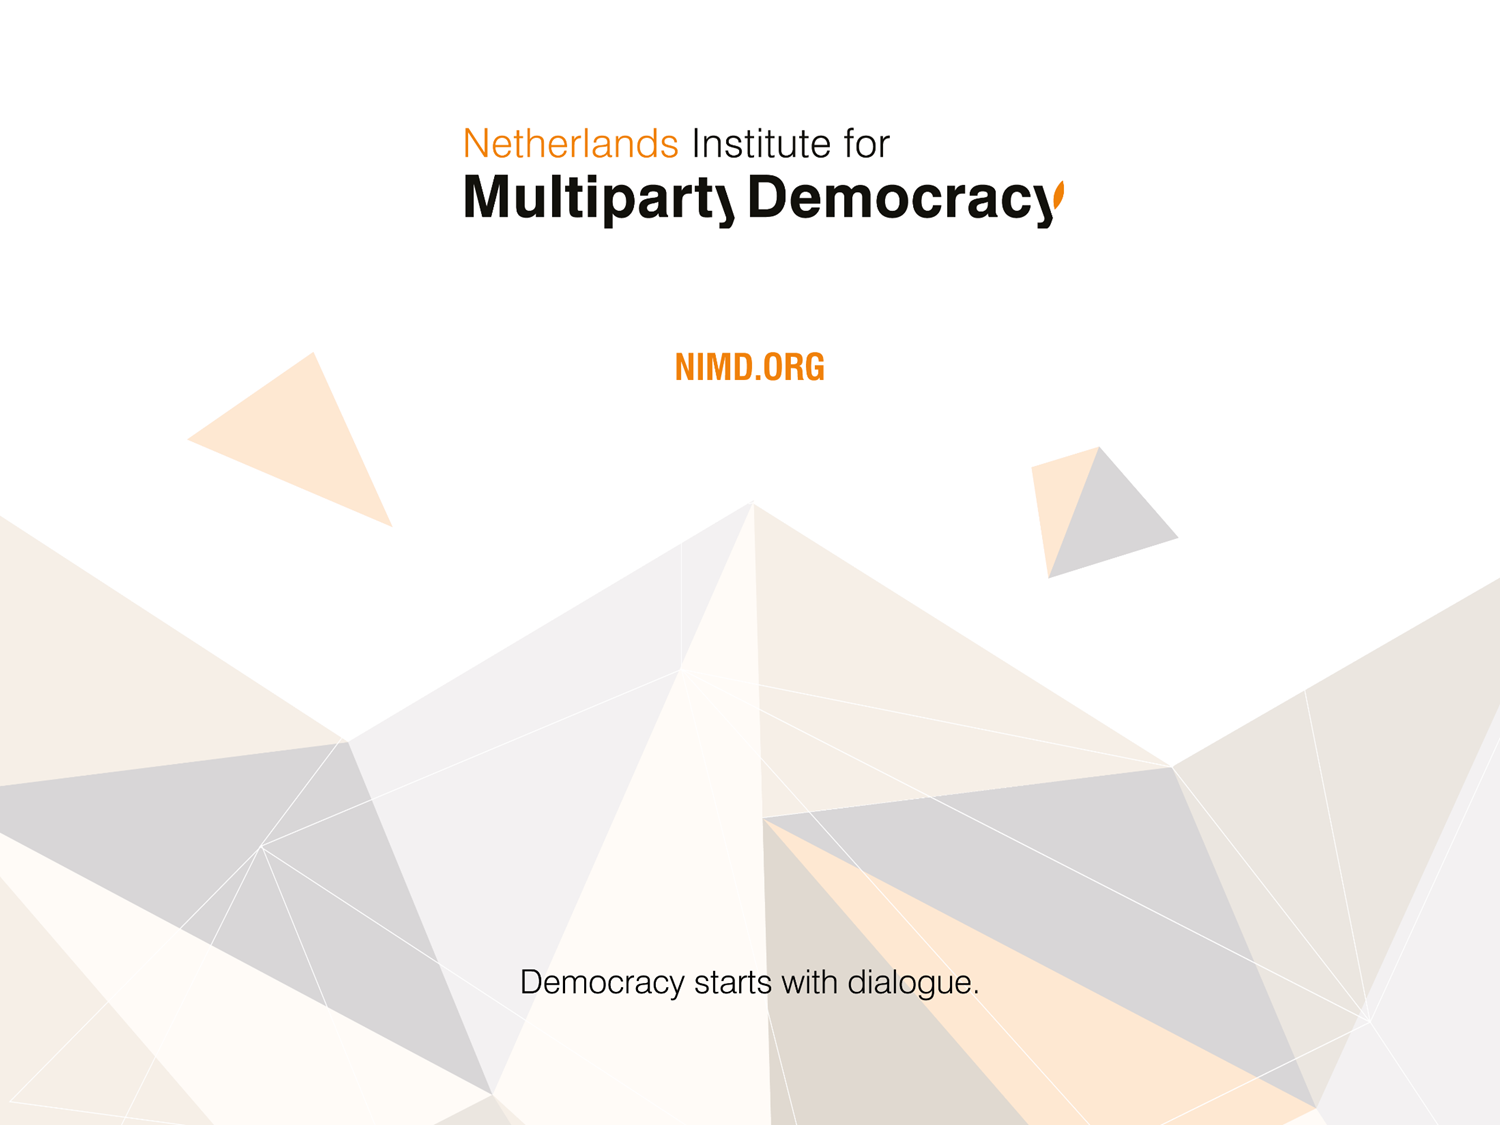 Netherlands Institute for
Multiparty Democracy
NIMD.ORG
Democracy starts with dialogue.